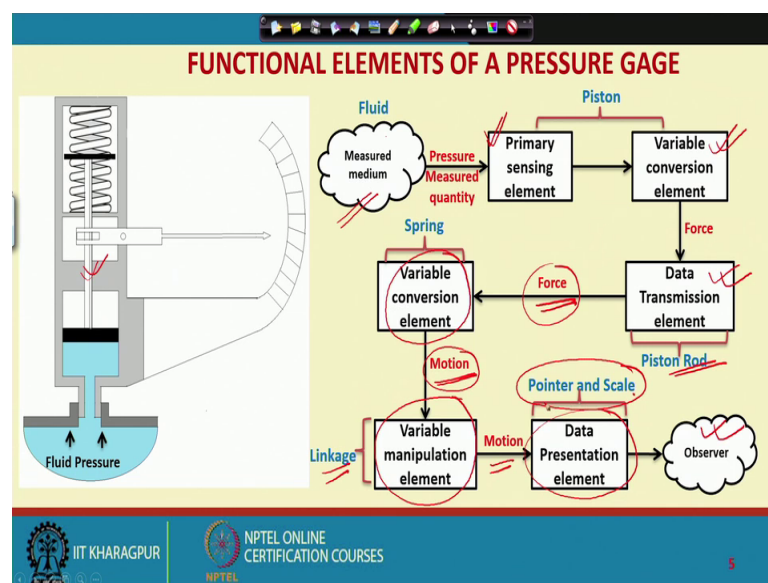 FUNCTIONAL ELEMENTS OF A PRESSURE GAGE
Fluid
Piston
Measured
medium
Pressure
Measured
quantity
Primary
sensing
element
Variable
conversion
element
Force
Spring
Variable
conversion
element
Force
Data
Transmission
element
Piston Rod
Motion
Pointer and Scale
Linkage
Variable
manipulation
element
Motion
Data
Presentation
element
Observer
Fluid Pressure
IIT KHARAGPUR
NPTEL
NPTEL ONLINE
CERTIFICATION COURSES
5